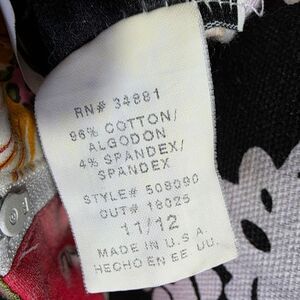 RN# 34881
96% COTTON/
ALGODON
4% SPANDEX/
SPANDEX
STYLE# 508090
CUT# 18025
11/12
MADE IN U.S.A.
HECHO EN EE UU.